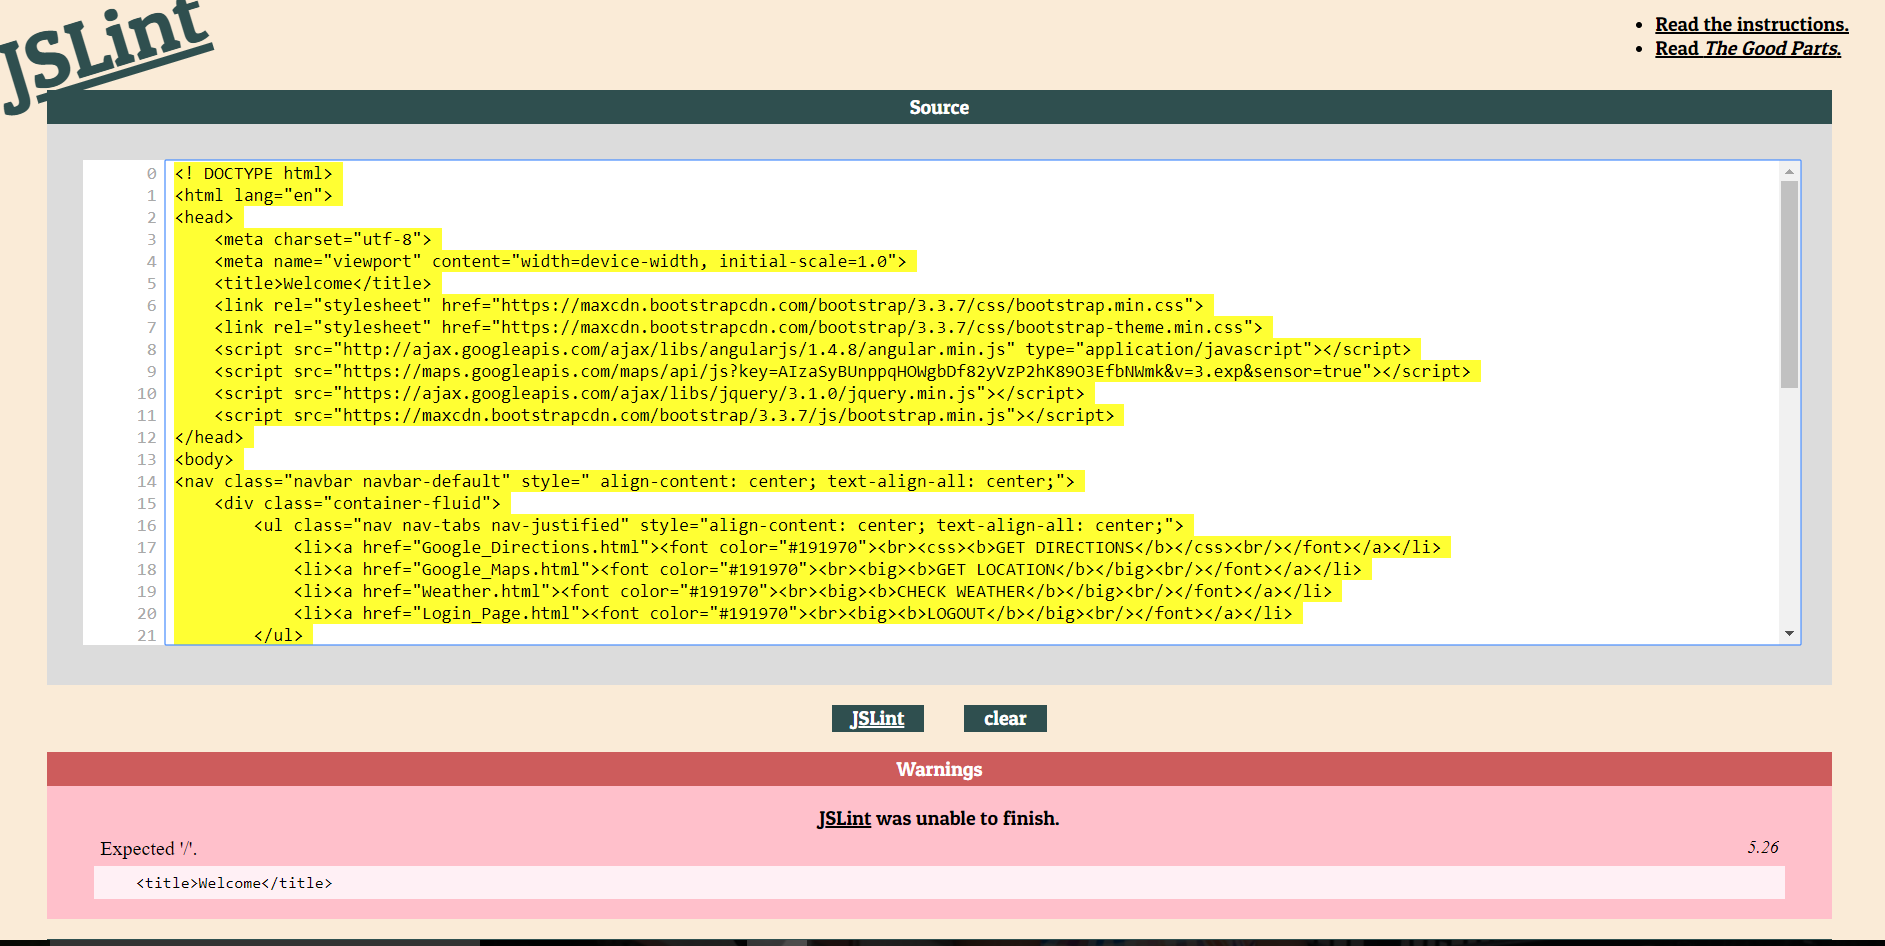 JSLint
Read the instructions.
Read The Good Parts.
Source
0 <! DOCTYPE html>
1 <html lang="en">
2 <head>
3 <meta charset="utf-8">
4 <meta name="viewport" content="width=device-width, initial-scale=1.0">
5 <title>Welcome</title>
6 <link rel="stylesheet" href="https://maxcdn.bootstrapcdn.com/bootstrap/3.3.7/css/bootstrap.min.css">
7 <link rel="stylesheet" href="https://maxcdn.bootstrapcdn.com/bootstrap/3.3.7/css/bootstrap-theme.min.css">
8 <script src="http://ajax.googleapis.com/ajax/libs/angularjs/1.4.8/angular.min.js" type="application/javascript"></script>
9 <script src="https://maps.googleapis.com/maps/api/js?key=AIzaSyBUnppqHOWgbDf82yVzP2hK89O3EfbNWmk&v=3.exp&sensor=true"></script>
10 <script src="https://ajax.googleapis.com/ajax/libs/jquery/3.1.0/jquery.min.js"></script>
11 <script src="https://maxcdn.bootstrapcdn.com/bootstrap/3.3.7/js/bootstrap.min.js"></script>
12 </head>
13 <body>
14 <nav class="navbar navbar-default" style=" align-content: center; text-align-all: center;">
15 <div class="container-fluid">
16 <ul class="nav nav-tabs nav-justified" style="align-content: center; text-align-all: center;">
17 <li><a href="Google_Directions.html"><font color="#191970"><br><css><b>GET DIRECTIONS</b></css><br/></font></a></li>
18 <li><a href="Google_Maps.html"><font color="#191970"><br><big><b>GET LOCATION</b></big><br/></font></a></li>
19 <li><a href="Weather.html"><font color="#191970"><br><big><b>CHECK WEATHER</b></big><br/></font></a></li>
20 <li><a href="Login_Page.html"><font color="#191970"><br><big><b>LOGOUT</b></big><br/></font></a></li>
21 </ul>
JSLint clear
Warnings
JSLint was unable to finish.
Expected '/'. 5.26
<title>Welcome</title>